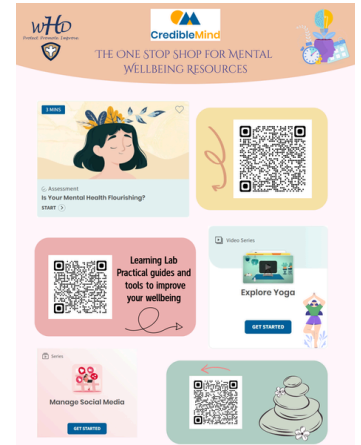 WHD
Protect. Promote. Improve.
CredibleMind
The One Stop Shop for Mental
Wellbeing Resources
3 MINS
Assessment
Is Your Mental Health Flourishing?
START
Learning Lab
Practical guides and
tools to improve
your wellbeing
Video Series
Explore Yoga
GET STARTED
Series
Manage Social Media
GET STARTED